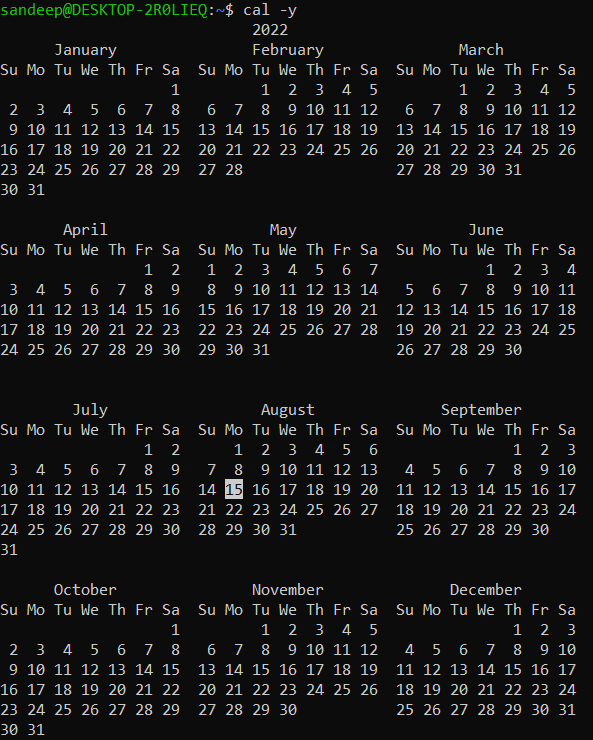 sandeep@DESKTOP-2R0LIEQ:~$ cal -y
                            2022
      January               February               March
Su Mo Tu We Th Fr Sa  Su Mo Tu We Th Fr Sa  Su Mo Tu We Th Fr Sa
                   1         1  2  3  4  5         1  2  3  4  5
 2  3  4  5  6  7  8   6  7  8  9 10 11 12   6  7  8  9 10 11 12
 9 10 11 12 13 14 15  13 14 15 16 17 18 19  13 14 15 16 17 18 19
16 17 18 19 20 21 22  20 21 22 23 24 25 26  20 21 22 23 24 25 26
23 24 25 26 27 28 29  27 28                 27 28 29 30 31
30 31

       April                  May                   June
Su Mo Tu We Th Fr Sa  Su Mo Tu We Th Fr Sa  Su Mo Tu We Th Fr Sa
                1  2   1  2  3  4  5  6  7            1  2  3  4
 3  4  5  6  7  8  9   8  9 10 11 12 13 14   5  6  7  8  9 10 11
10 11 12 13 14 15 16  15 16 17 18 19 20 21  12 13 14 15 16 17 18
17 18 19 20 21 22 23  22 23 24 25 26 27 28  19 20 21 22 23 24 25
24 25 26 27 28 29 30  29 30 31              26 27 28 29 30

        July                 August              September
Su Mo Tu We Th Fr Sa  Su Mo Tu We Th Fr Sa  Su Mo Tu We Th Fr Sa
                1  2      1  2  3  4  5  6               1  2  3
 3  4  5  6  7  8  9   7  8  9 10 11 12 13   4  5  6  7  8  9 10
10 11 12 13 14 15 16  14 15 16 17 18 19 20  11 12 13 14 15 16 17
17 18 19 20 21 22 23  21 22 23 24 25 26 27  18 19 20 21 22 23 24
24 25 26 27 28 29 30  28 29 30 31           25 26 27 28 29 30
31

      October               November              December
Su Mo Tu We Th Fr Sa  Su Mo Tu We Th Fr Sa  Su Mo Tu We Th Fr Sa
                   1         1  2  3  4  5               1  2  3
 2  3  4  5  6  7  8   6  7  8  9 10 11 12   4  5  6  7  8  9 10
 9 10 11 12 13 14 15  13 14 15 16 17 18 19  11 12 13 14 15 16 17
16 17 18 19 20 21 22  20 21 22 23 24 25 26  18 19 20 21 22 23 24
23 24 25 26 27 28 29  27 28 29 30           25 26 27 28 29 30 31
30 31